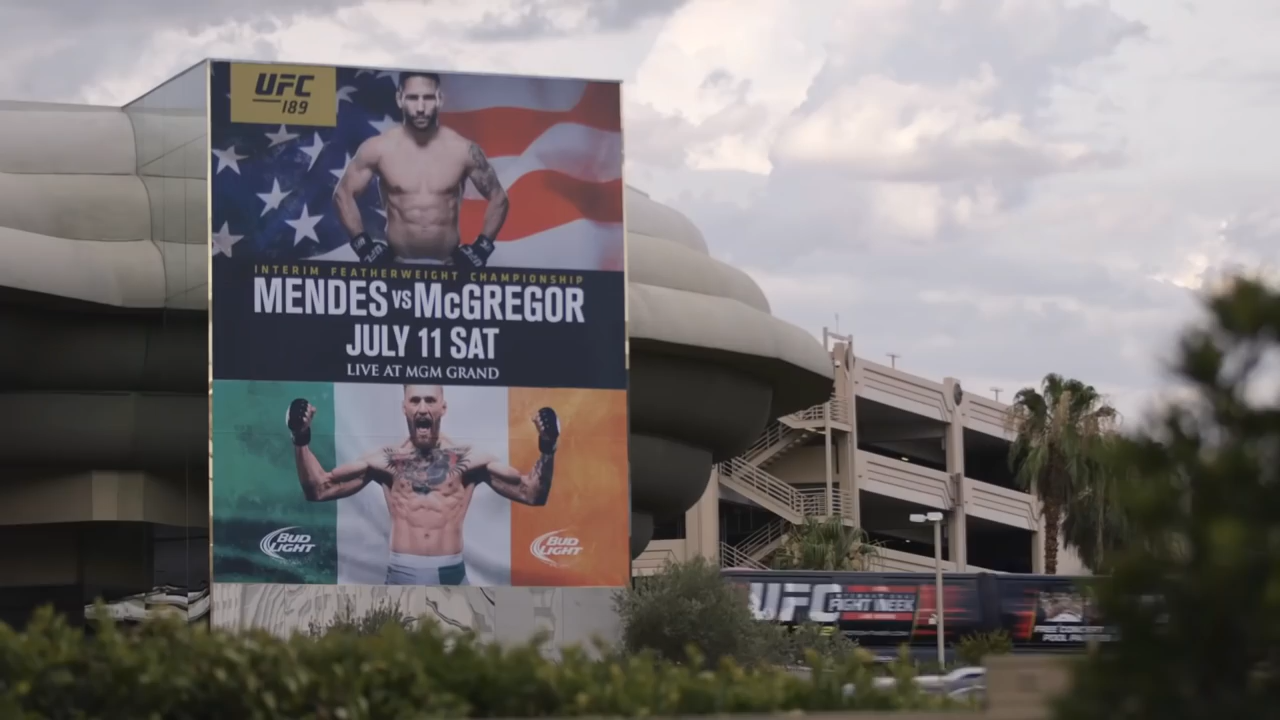 UFC
189
INTERIM FEATHERWEIGHT CHAMPIONSHIP
MENDES VS McGREGOR
JULY 11 SAT
LIVE AT MGM GRAND
BUD
LIGHT
BUD
LIGHT
UFC
INTERNATIONAL
FIGHT WEEK